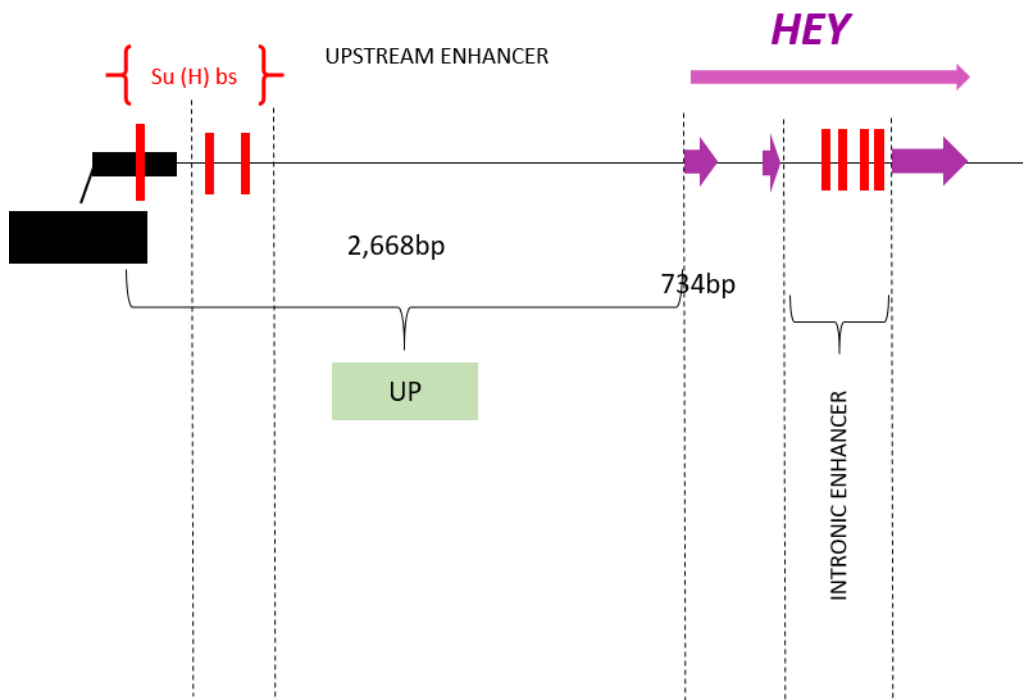 HEY
UPSTREAM ENHANCER
Su (H) bs
2,668bp
734bp
UP
INTRONIC ENHANCER